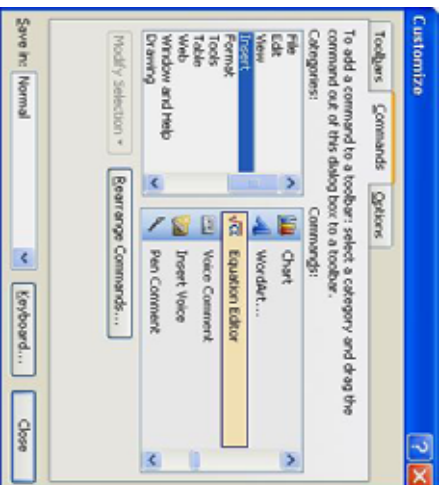 Customize
Toolbars Commands Options
To add a command to a toolbar: select a category and drag the
command out of this dialog box to a toolbar.
Categories:
File
Edit
View
Insert
Format
Tools
Table
Web
Window and Help
Drawing
Commands:
Chart
WordArt...
√α Equation Editor
Voice Comment
Insert Voice
Pen Comment
Modify Selection
Rearrange Commands...
Save in: Normal
Keyboard...
Close